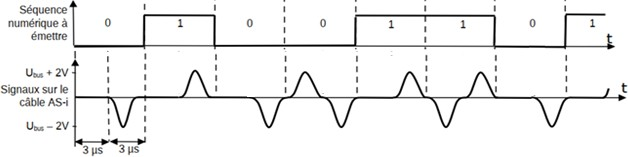 Séquence
numérique à
émettre
0 1 0 0 1 1 0 1
t
Ubus + 2V
Signaux sur le
câble AS-i
t
Ubus – 2V
3 µs 3 µs